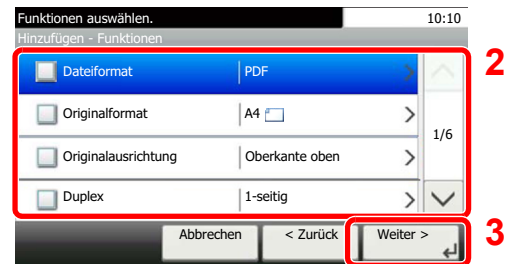 Funktionen auswählen. 10:10
Hinzufügen - Funktionen
Dateiformat PDF >
2
Originalformat A4 >
1/6
Originalausrichtung Oberkante oben >
Duplex 1-seitig >
Abbrechen < Zurück Weiter >
3